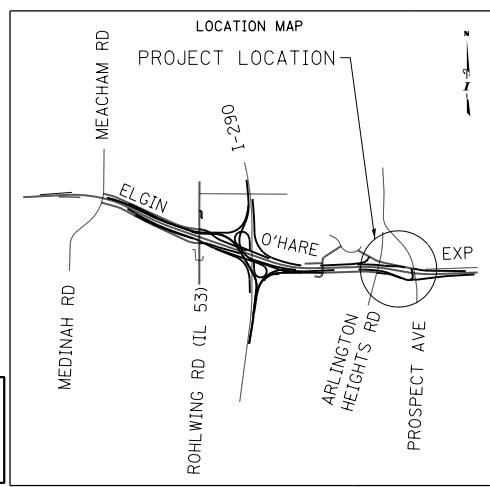 LOCATION MAP
PROJECT LOCATION
N
MEACHAM RD
I-290
ELGIN
O'HARE
EXP
MEDINAH RD
ROHLWING RD (IL 53)
ARLINGTON
HEIGHTS RD
PROSPECT AVE